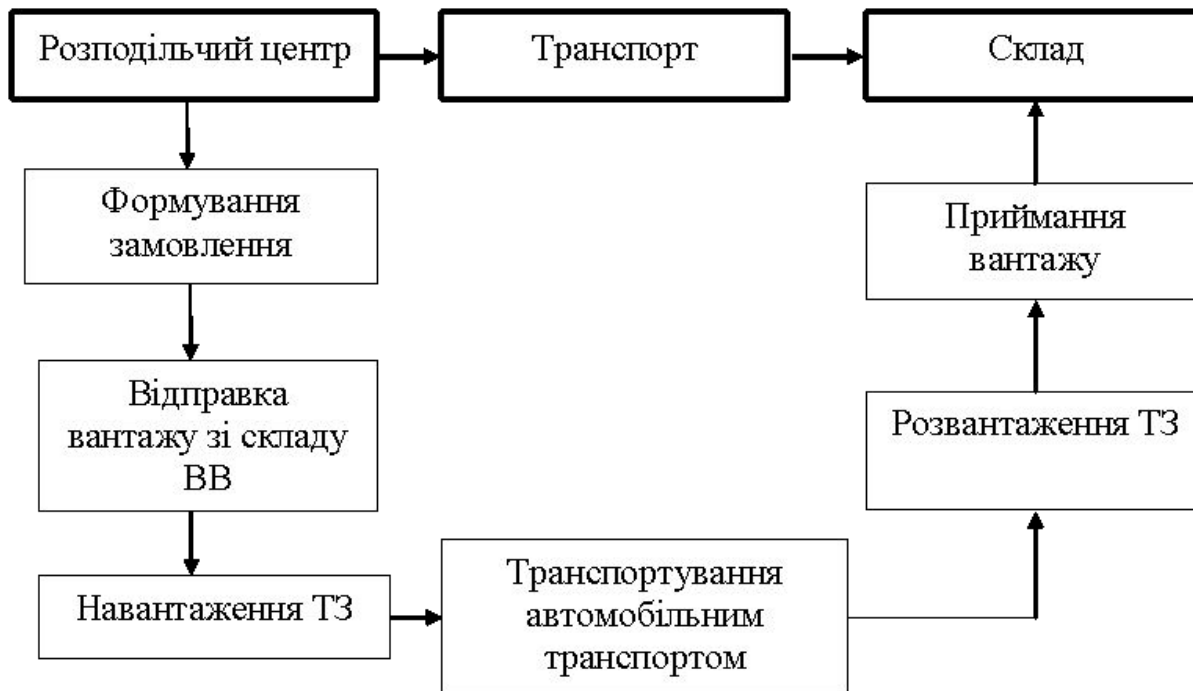 Розподільчий центр
Транспорт
Склад
Формування
замовлення
Приймання
вантажу
Відправка
вантажу зі складу
ВВ
Розвантаження ТЗ
Навантаження ТЗ
Транспортування
автомобільним
транспортом